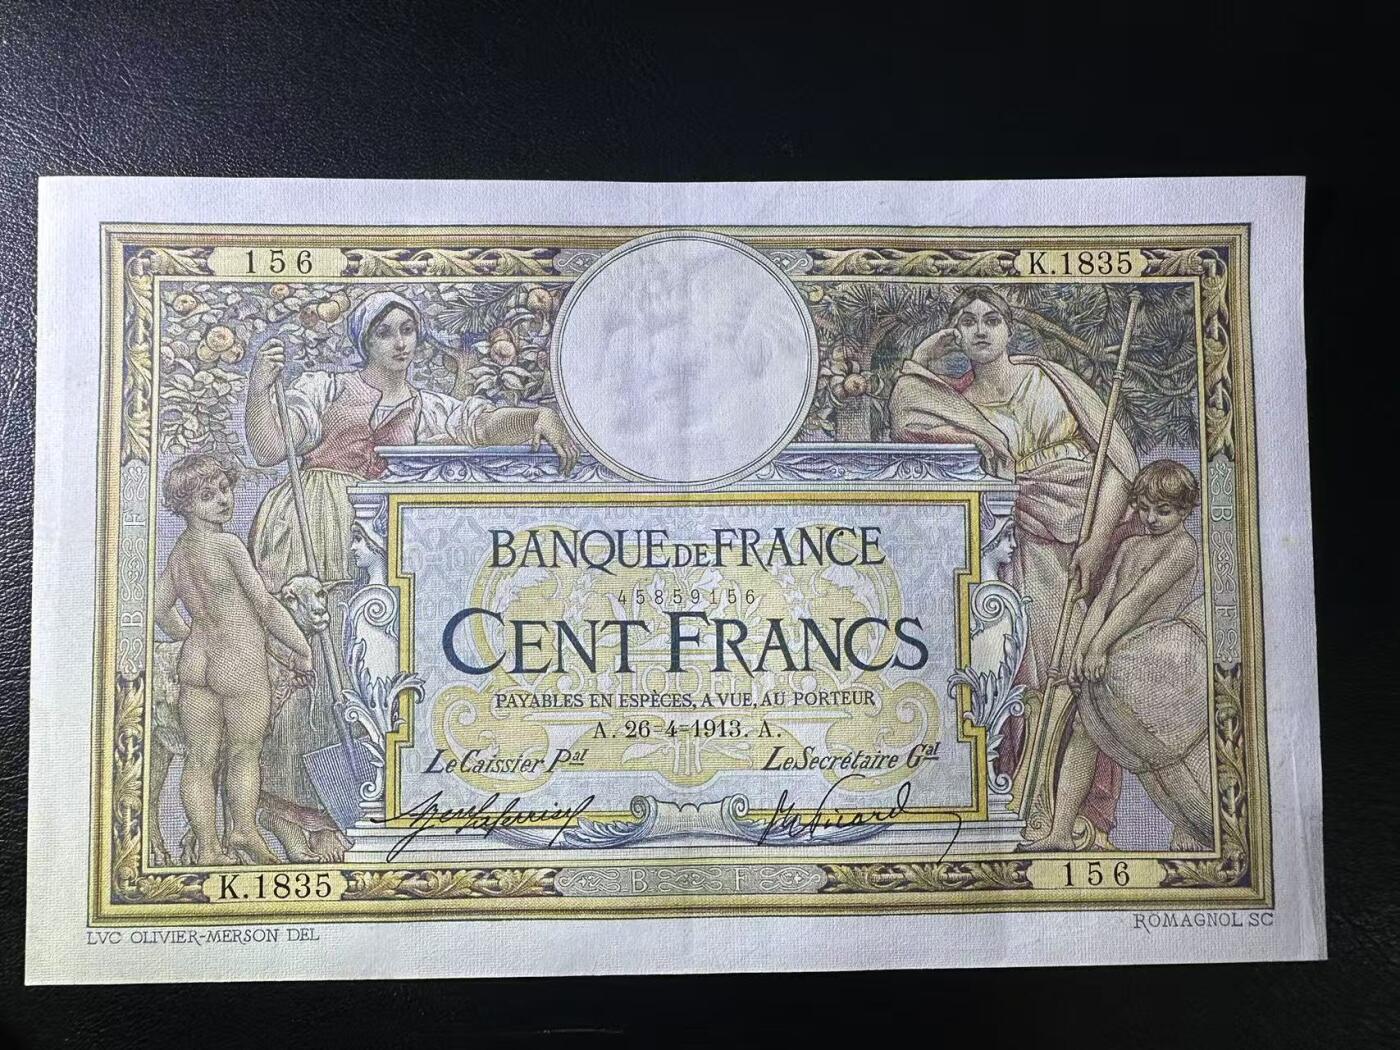 156
K.1835
BANQUE DE FRANCE
45859156
CENT FRANCS
PAYABLES EN ESPÈCES, A VUE, AU PORTEUR
A. 26-4-1913. A.
Le Caissier Pal
Le Secrétaire Gal
K.1835
B F
156
LVC OLIVIER-MERSON DEL
ROMAGNOL SC